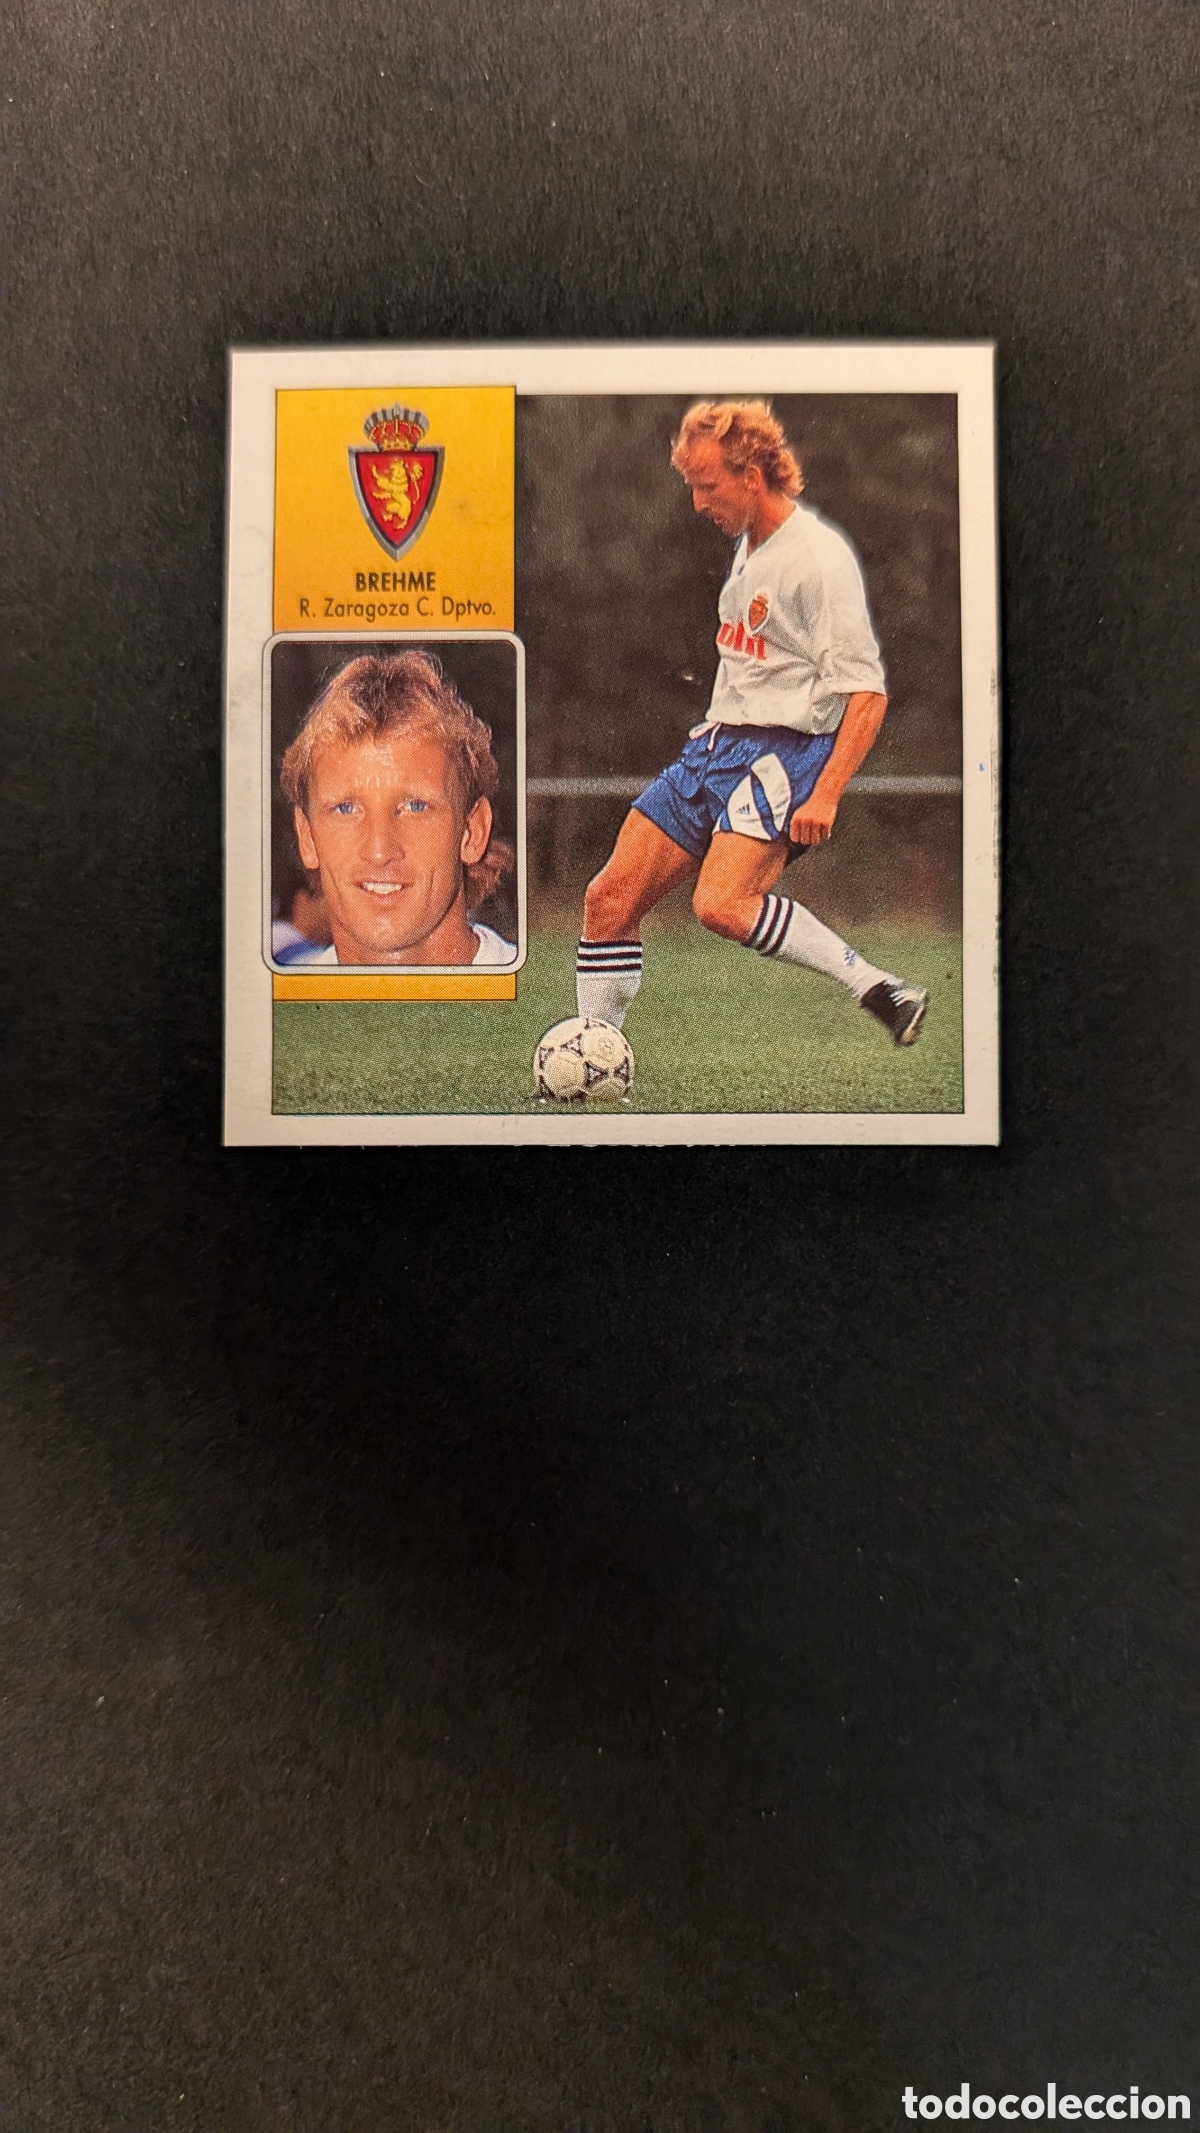 BREHME
R. Zaragoza C. Dptvo.
todocoleccion